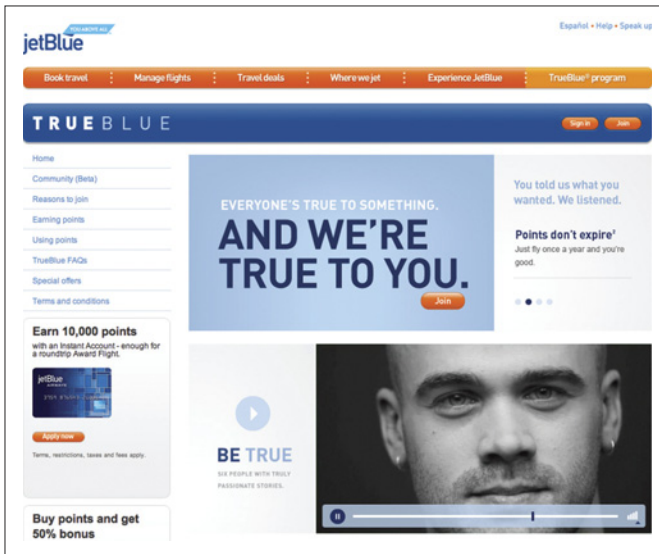 YOU ABOVE ALL
jetBlue
Español • Help • Speak up
Book travel
Manage flights
Travel deals
Where we jet
Experience JetBlue
TrueBlue® program
TRUEBLUE
Sign in
Join
Home
Community (Beta)
Reasons to join
Earning points
Using points
TrueBlue FAQs
Special offers
Terms and conditions
EVERYONE'S TRUE TO SOMETHING.
AND WE'RE
TRUE TO YOU.
Join
You told us what you
wanted. We listened.
Points don't expire
Just fly once a year and you're
good.
Earn 10,000 points
with an Instant Account - enough for
a roundtrip Award Flight.
jetBlue
AIRWAYS
Apply now
Terms, restrictions, taxes and fees apply.
BE TRUE
SIX PEOPLE WITH TRULY
PASSIONATE STORIES.
Buy points and get
50% bonus